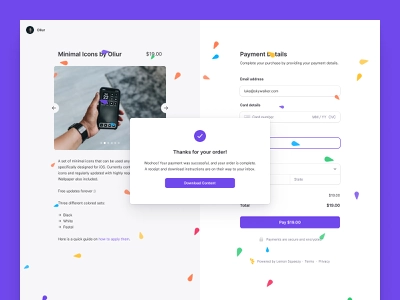 Oliur
Minimal Icons by Oliur
$19.00
A set of minimal icons that can be used any
specifically designed for iOS. Currently cont
icons and regularly updated with highly req
Wallpaper also included.
Free updates forever :)
Three different colored sets:
Black
White
Pastel
Here is a quick guide on how to apply them
Thanks for your order!
Woohoo! Your payment was successful, and your order is complete.
A receipt and download instructions are on their way to your inbox.
Download Content
Payment Details
Complete your purchase by providing your payment details.
Email address
Card details
MM / YY
State
$19.00
Total
$19.00
Pay $19.00
Payments are secure and encrypted
Powered by Lemon Squeezy
Terms
Privacy